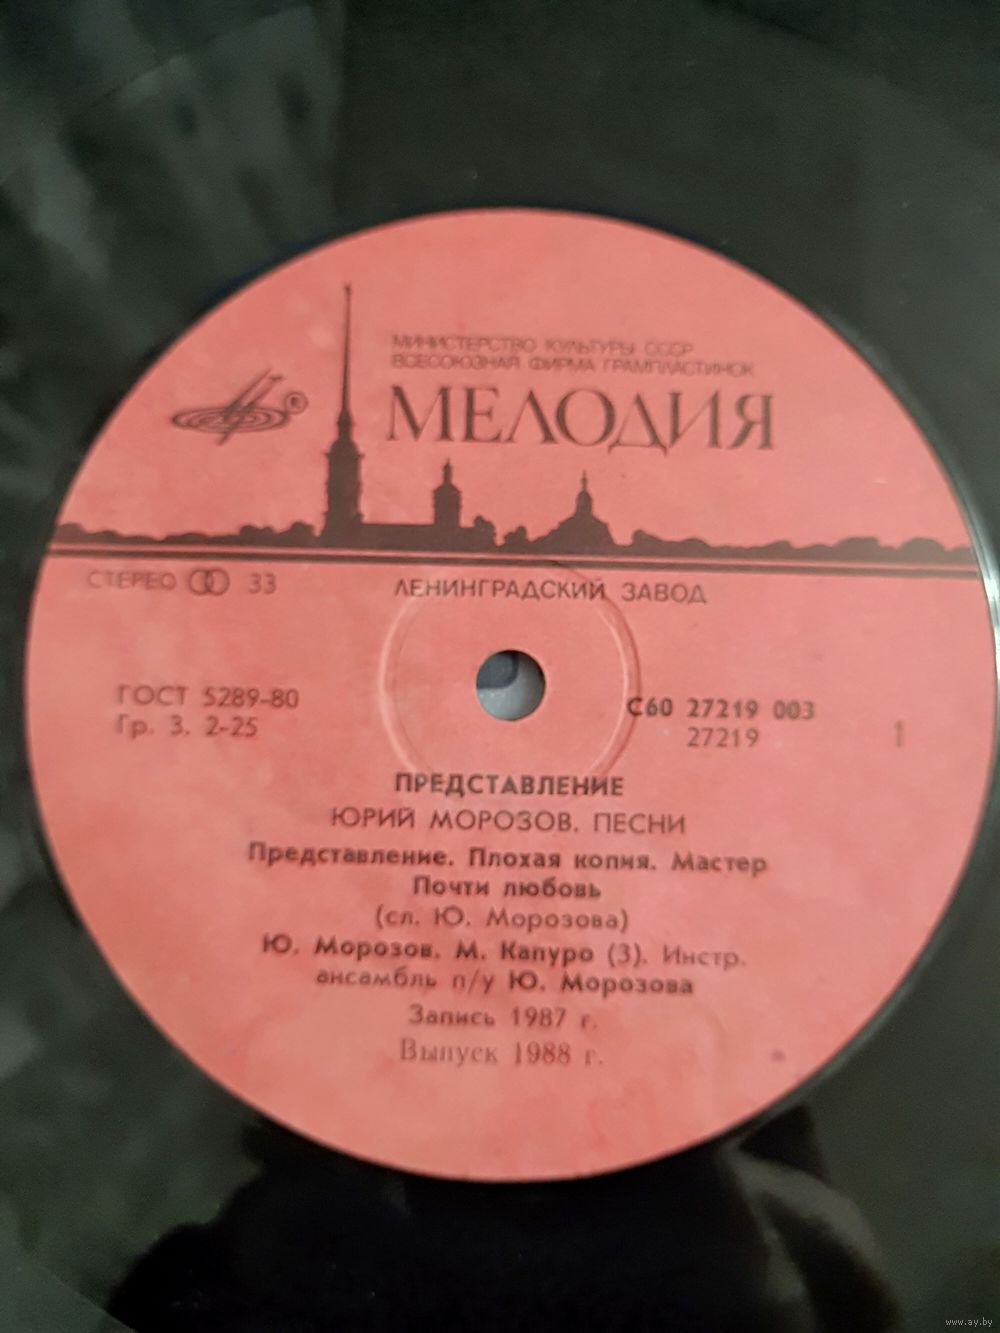 МИНИСТЕРСТВО КУЛЬТУРЫ СССР
ВСЕСОЮЗНАЯ ФИРМА ГРАМПЛАСТИНОК
МЕЛОДИЯ
®
СТЕРЕО 33
ЛЕНИНГРАДСКИЙ ЗАВОД
ГОСТ 5289-80
Гр. 3. 2-25
С60 27219 003
27219
1
ПРЕДСТАВЛЕНИЕ
ЮРИЙ МОРОЗОВ. ПЕСНИ
Представление. Плохая копия. Мастер
Почти любовь
(сл. Ю. Морозова)
Ю. Морозов. М. Капуро (3). Инстр.
ансамбль п/у Ю. Морозова
Запись 1987 г.
Выпуск 1988 г.
www.ay.by